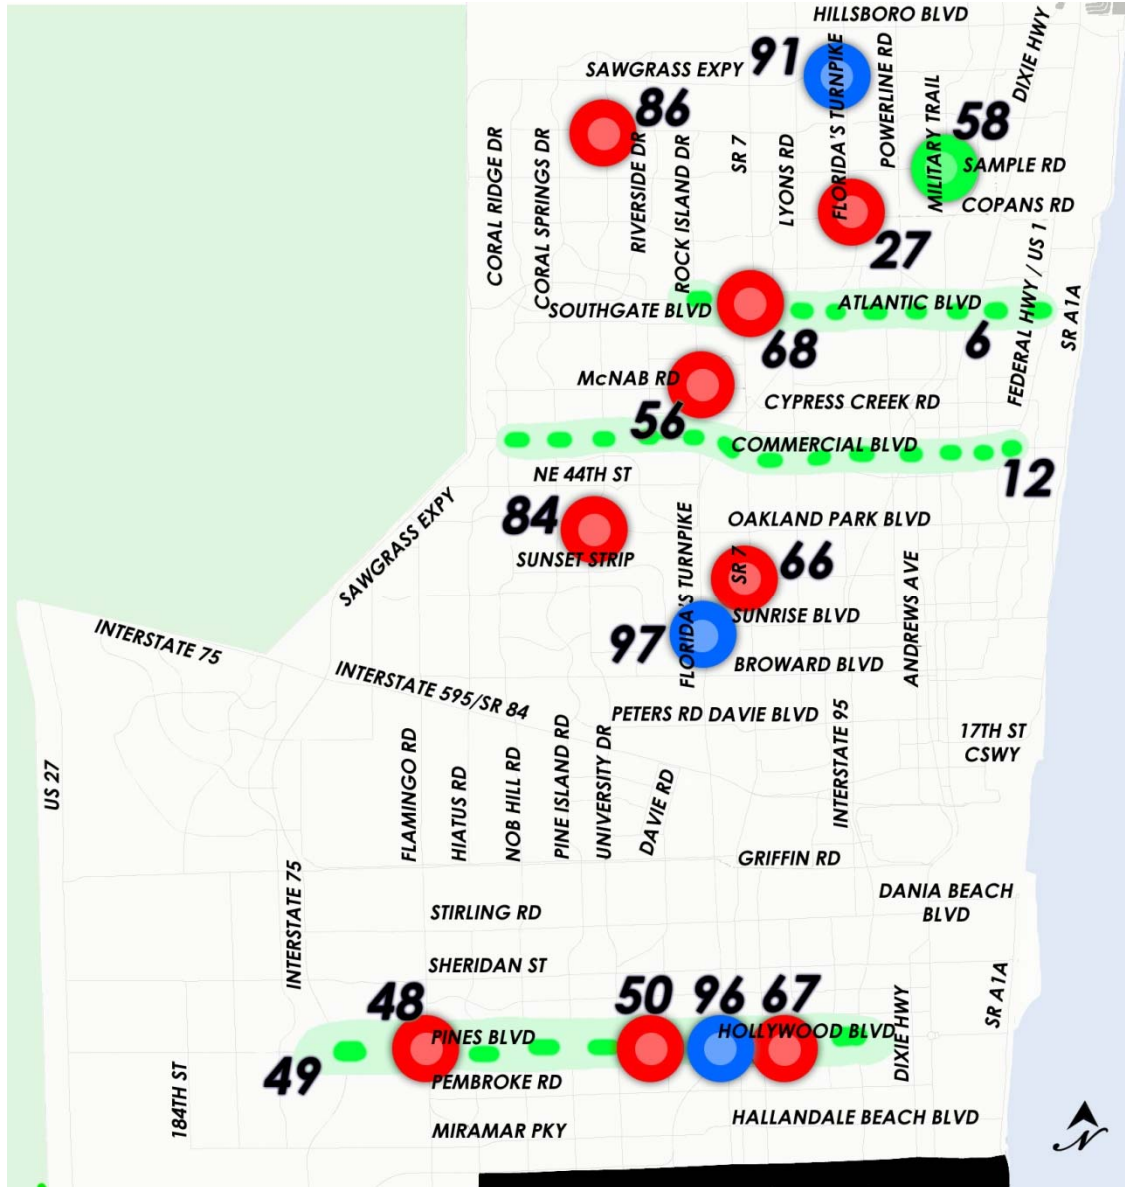 HILLSBORO BLVD
91
SAWGRASS EXPY
86
FLORIDA'S TURNPIKE
POWERLINE RD
DIXIE HWY
MILITARY TRAIL
58
SAMPLE RD
COPANS RD
CORAL RIDGE DR
CORAL SPRINGS DR
RIVERSIDE DR
ROCK ISLAND DR
SR 7
LYONS RD
27
FEDERAL HWY / US 1
SR A1A
SOUTHGATE BLVD
ATLANTIC BLVD
68
6
McNAB RD
CYPRESS CREEK RD
56
COMMERCIAL BLVD
12
NE 44TH ST
SAWGRASS EXPY
84
SUNSET STRIP
FLORIDA'S TURNPIKE
OAKLAND PARK BLVD
SR 7
66
ANDREWS AVE
SUNRISE BLVD
97
BROWARD BLVD
INTERSTATE 75
INTERSTATE 595/SR 84
PETERS RD
DAVIE BLVD
INTERSTATE 95
17TH ST
CSWY
US 27
FLAMINGO RD
HIATUS RD
NOB HILL RD
PINE ISLAND RD
UNIVERSITY DR
DAVIE RD
GRIFFIN RD
DANIA BEACH
BLVD
INTERSTATE 75
STIRLING RD
SHERIDAN ST
SR A1A
48
50
96
67
PINES BLVD
HOLLYWOOD BLVD
DIXIE HWY
49
PEMBROKE RD
184TH ST
MIRAMAR PKY
HALLANDALE BEACH BLVD
N